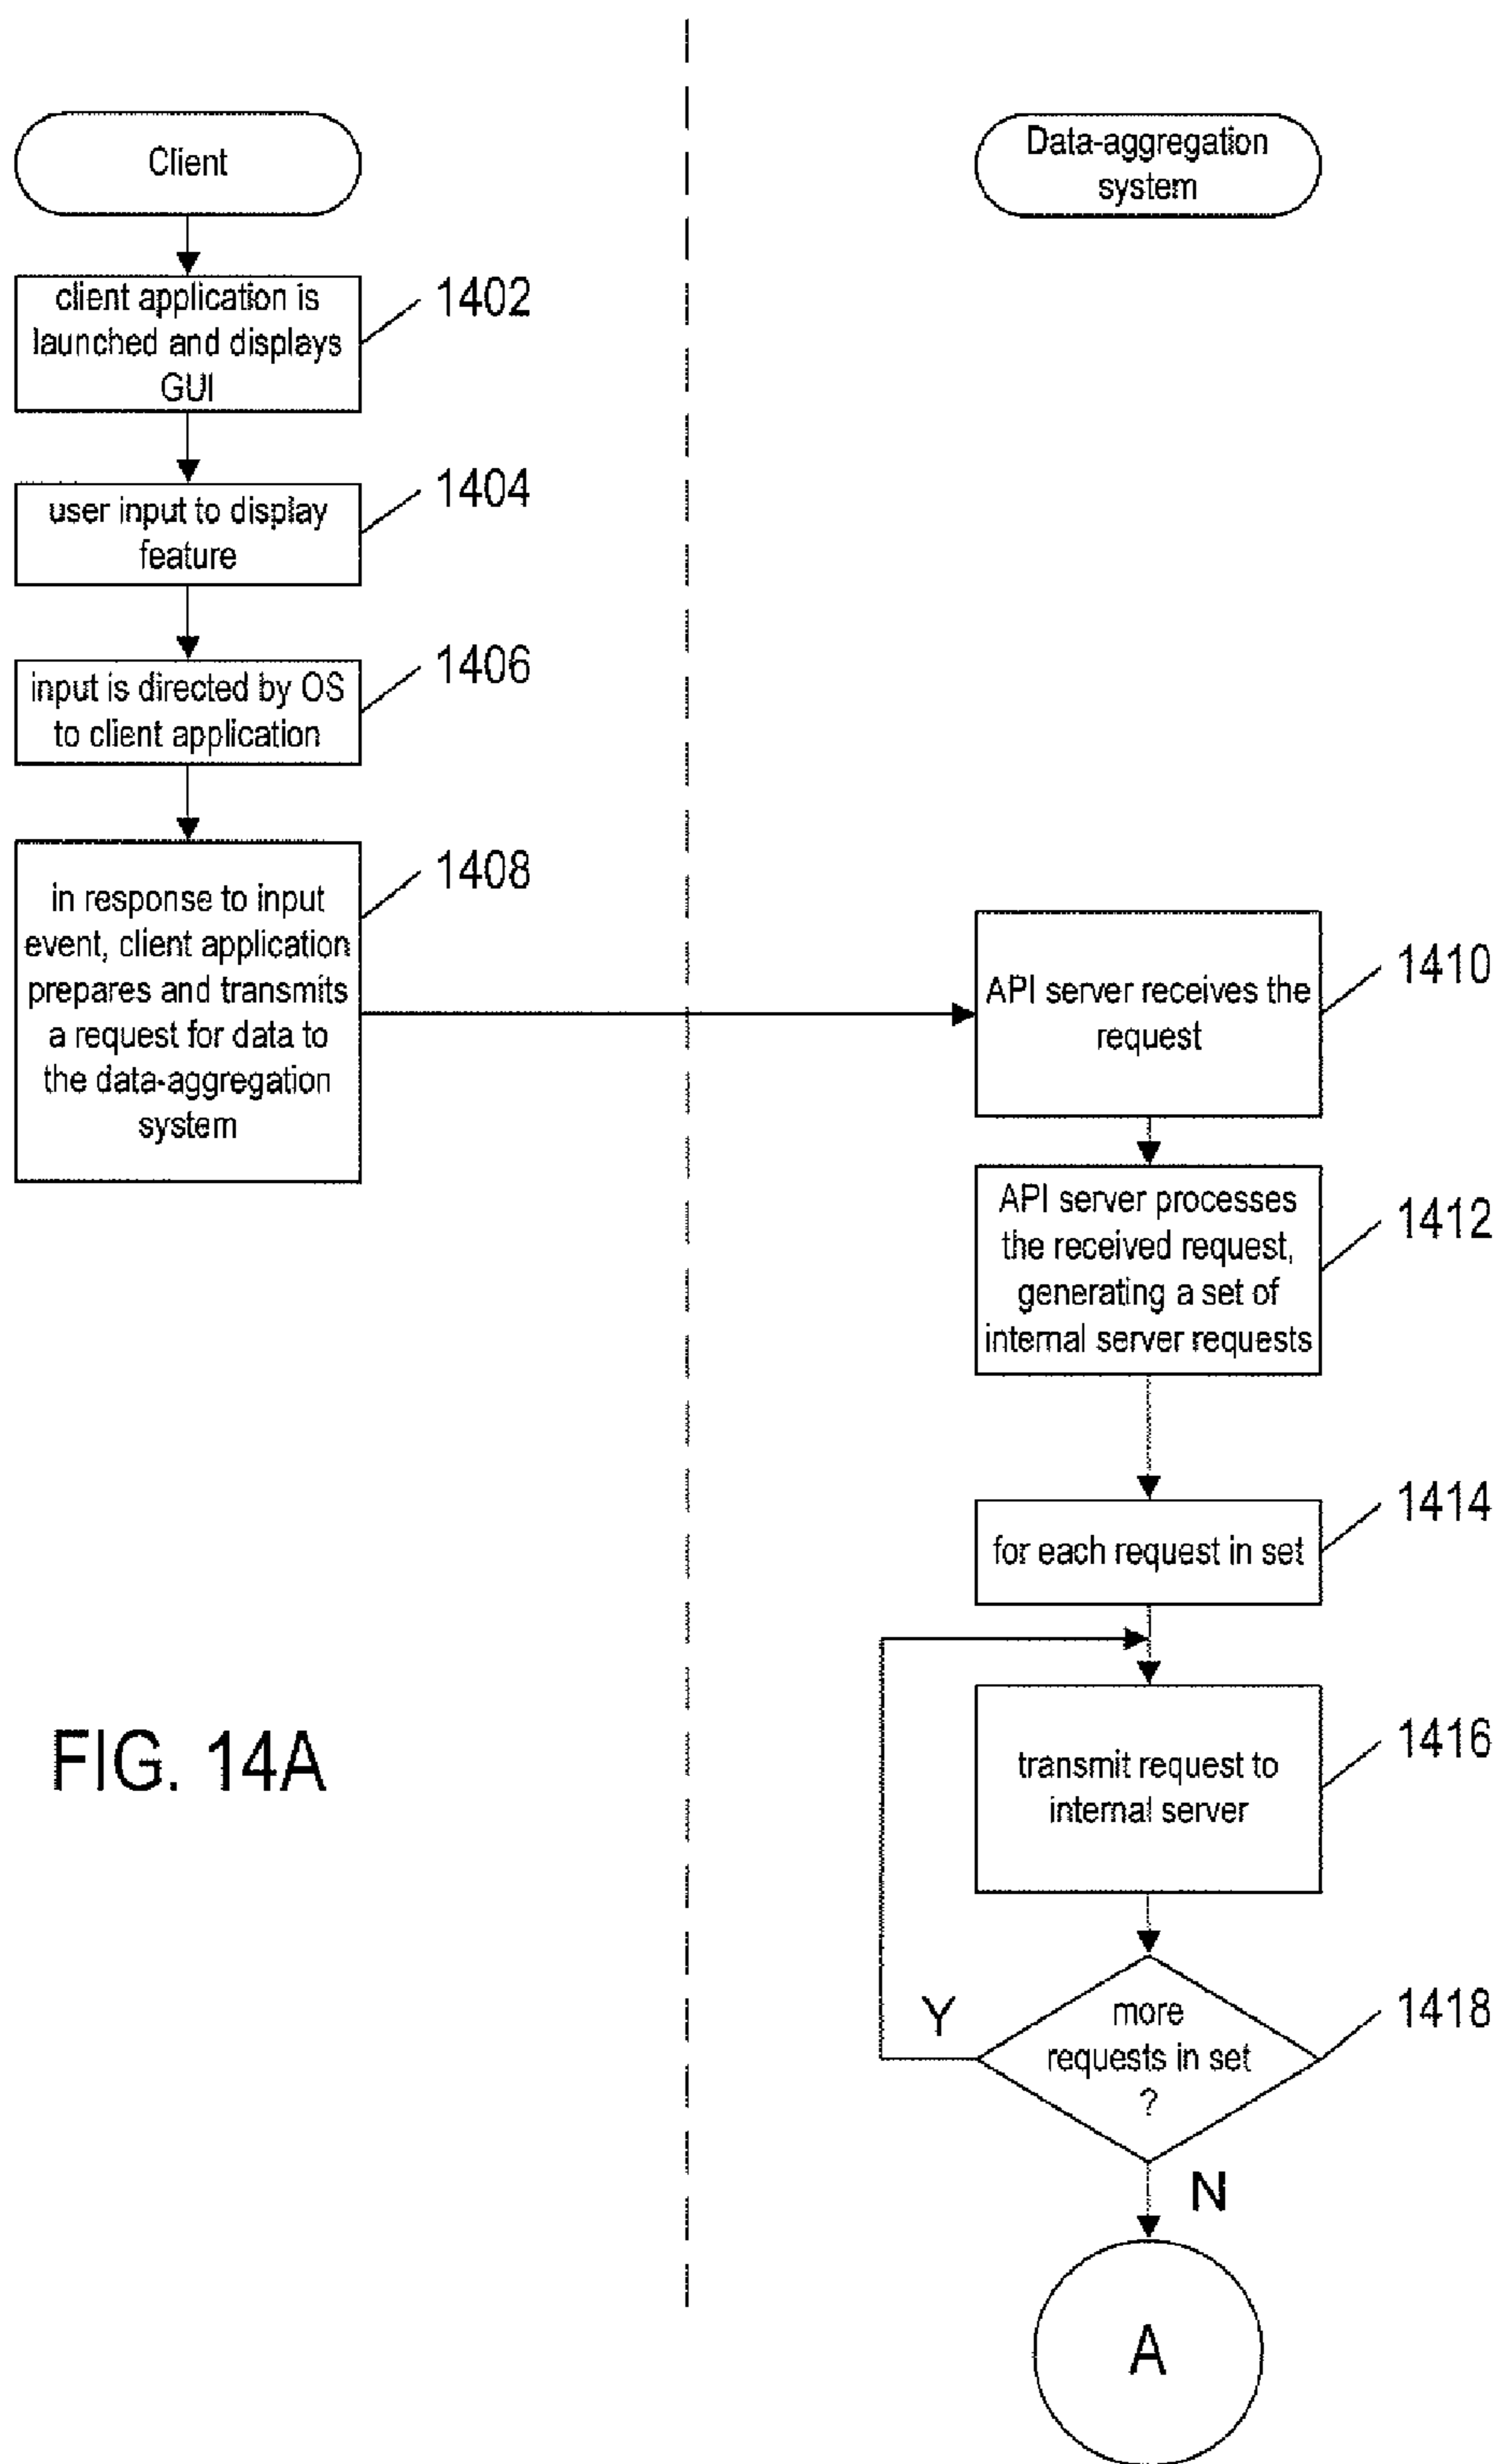 Client
client application is
launched and displays
GUI
1402
user input to display
feature
1404
input is directed by OS
to client application
1406
in response to input
event, client application
prepares and transmits
a request for data to
the data-aggregation
system
1408
Data-aggregation
system
API server receives the
request
1410
API server processes
the received request,
generating a set of
internal server requests
1412
for each request in set
1414
transmit request to
internal server
1416
more
requests in set
?
1418
Y
N
A
FIG. 14A